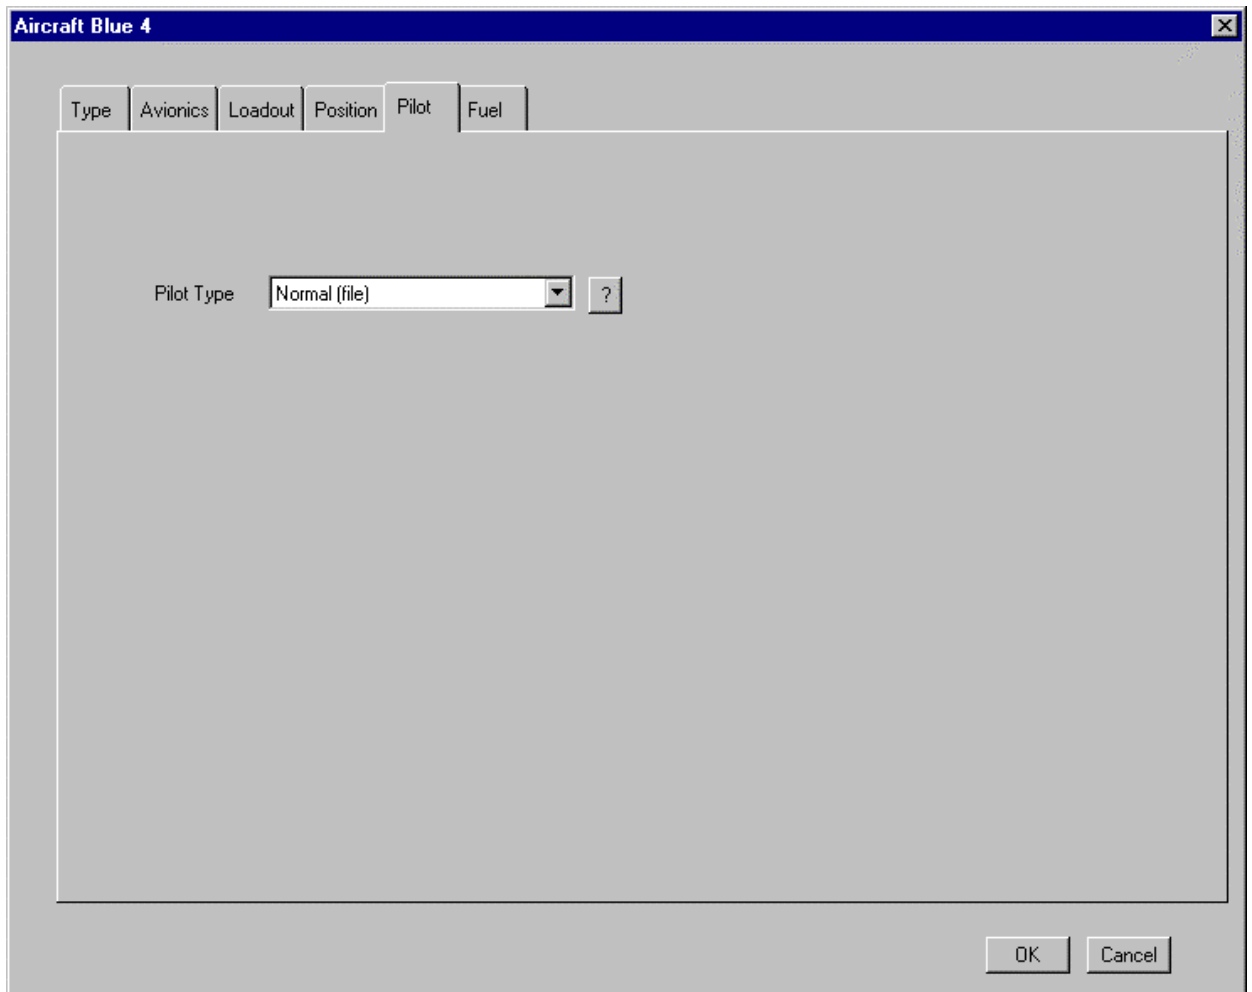 Aircraft Blue 4
Type Avionics Loadout Position Pilot Fuel
Pilot Type Normal (file) ?
OK Cancel